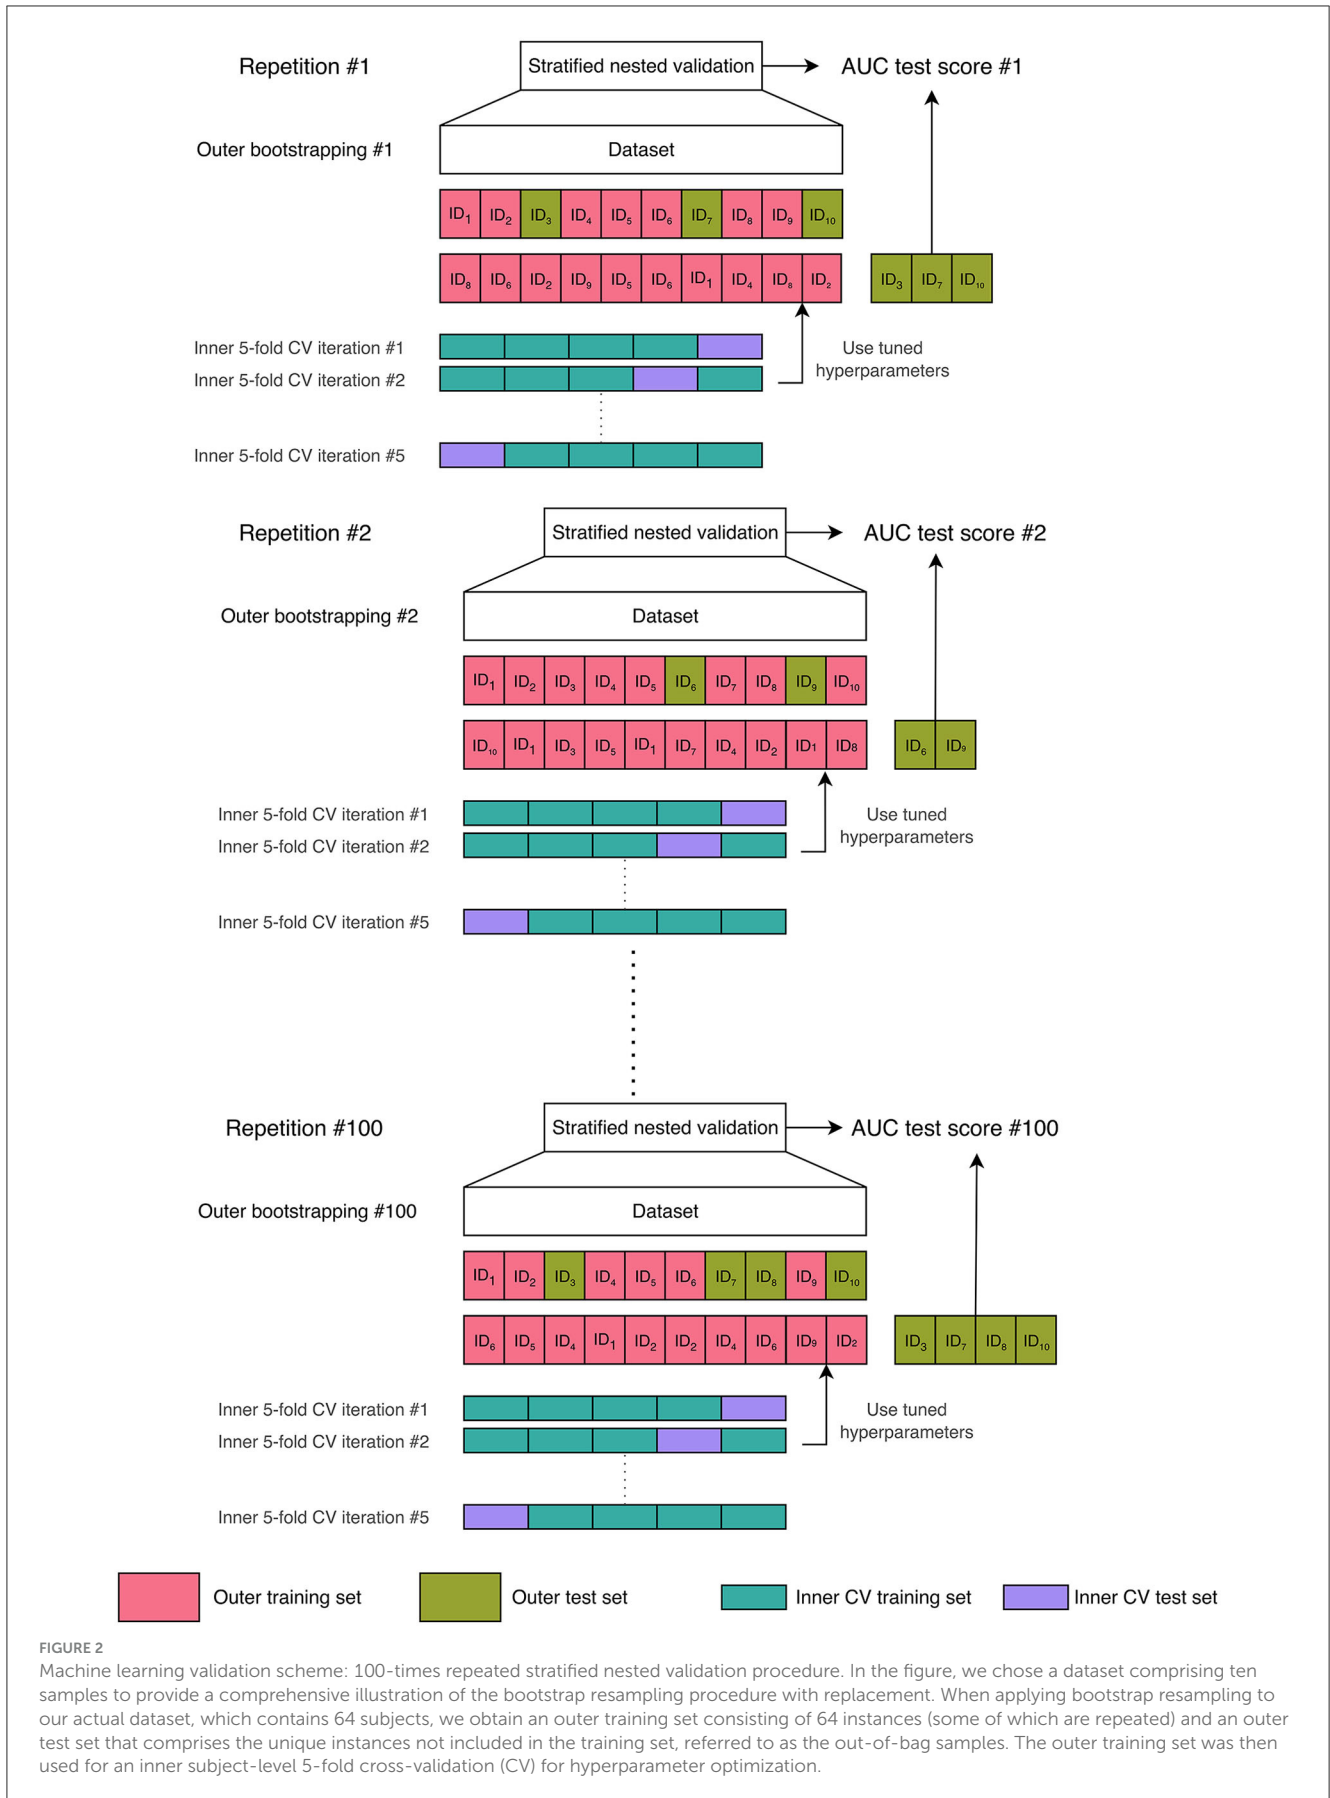 Repetition #1
Stratified nested validation
AUC test score #1
Outer bootstrapping #1
Dataset
ID1 ID2 ID3 ID4 ID5 ID6 ID7 ID8 ID9 ID10
ID8 ID6 ID2 ID9 ID5 ID6 ID1 ID4 ID8 ID2
ID3 ID7 ID10
Inner 5-fold CV iteration #1
Inner 5-fold CV iteration #2
Use tuned
hyperparameters
Inner 5-fold CV iteration #5
Repetition #2
Stratified nested validation
AUC test score #2
Outer bootstrapping #2
Dataset
ID1 ID2 ID3 ID4 ID5 ID6 ID7 ID8 ID9 ID10
ID10 ID1 ID3 ID5 ID1 ID7 ID4 ID2 ID1 ID8
ID6 ID9
Inner 5-fold CV iteration #1
Inner 5-fold CV iteration #2
Use tuned
hyperparameters
Inner 5-fold CV iteration #5
Repetition #100
Stratified nested validation
AUC test score #100
Outer bootstrapping #100
Dataset
ID1 ID2 ID3 ID4 ID5 ID6 ID7 ID8 ID9 ID10
ID6 ID5 ID4 ID1 ID2 ID2 ID4 ID6 ID9 ID2
ID3 ID7 ID8 ID10
Inner 5-fold CV iteration #1
Inner 5-fold CV iteration #2
Use tuned
hyperparameters
Inner 5-fold CV iteration #5
Outer training set
Outer test set
Inner CV training set
Inner CV test set
FIGURE 2
Machine learning validation scheme: 100-times repeated stratified nested validation procedure. In the figure, we chose a dataset comprising ten
samples to provide a comprehensive illustration of the bootstrap resampling procedure with replacement. When applying bootstrap resampling to
our actual dataset, which contains 64 subjects, we obtain an outer training set consisting of 64 instances (some of which are repeated) and an outer
test set that comprises the unique instances not included in the training set, referred to as the out-of-bag samples. The outer training set was then
used for an inner subject-level 5-fold cross-validation (CV) for hyperparameter optimization.